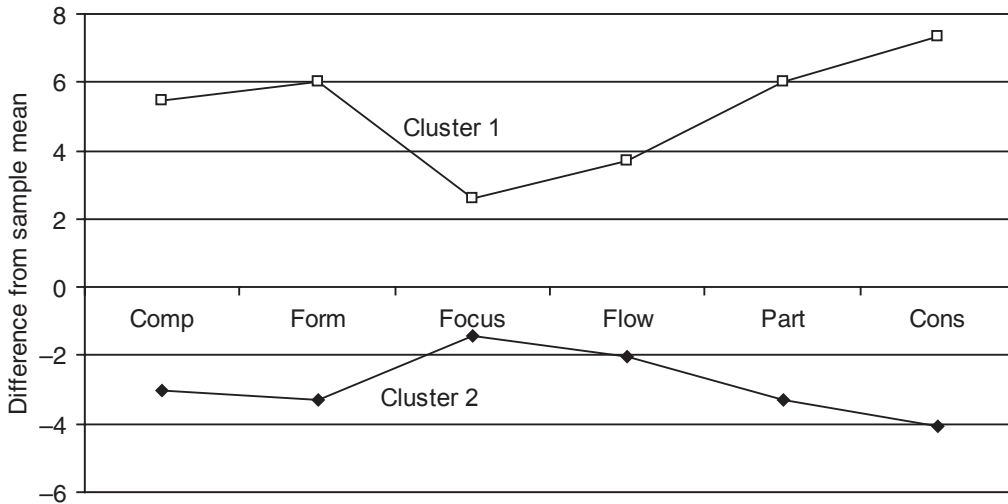 8
6
4
2
0
−2
−4
−6
Difference from sample mean
Cluster 1
Comp Form Focus Flow Part Cons
Cluster 2